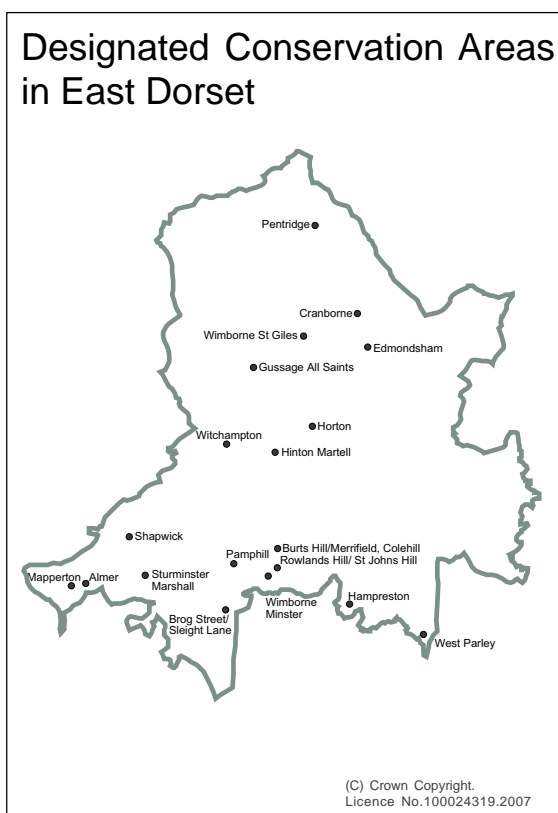 Designated Conservation Areas
in East Dorset
Pentridge
Cranborne
Wimborne St Giles
Edmondsham
Gussage All Saints
Horton
Witchampton
Hinton Martell
Shapwick
Burts Hill/Merrifield, Colehill
Pamphill
Rowlands Hill/ St Johns Hill
Mapperton
Almer
Sturminster
Marshall
Wimborne
Minster
Hampreston
Brog Street/
Sleight Lane
West Parley
(C) Crown Copyright.
Licence No.100024319.2007